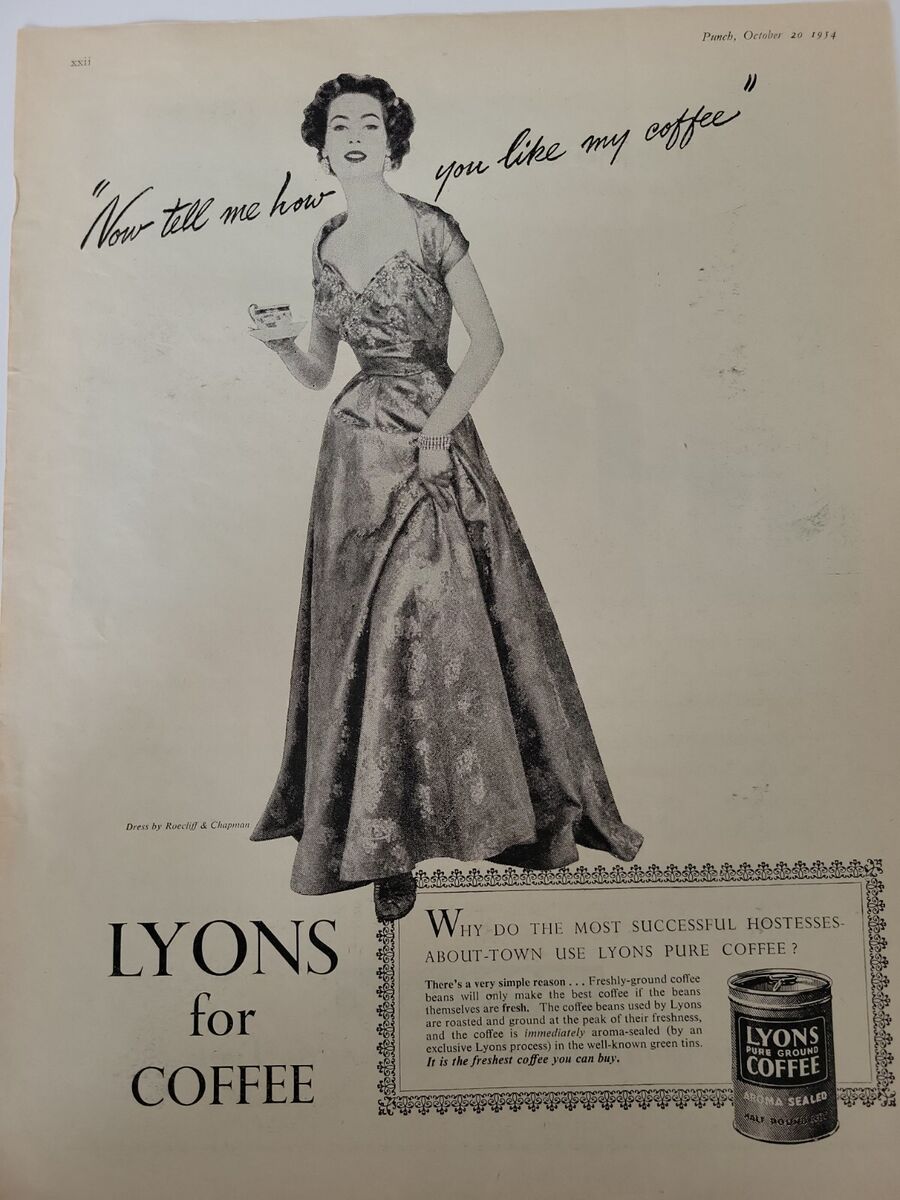 Punch, October 20 1954
xxii
"Now tell me how you like my coffee"
Dress by Roecliff & Chapman
LYONS
for
COFFEE
WHY DO THE MOST SUCCESSFUL HOSTESSES-
ABOUT-TOWN USE LYONS PURE COFFEE?
There's a very simple reason . . . Freshly-ground coffee
beans will only make the best coffee if the beans
themselves are fresh. The coffee beans used by Lyons
are roasted and ground at the peak of their freshness,
and the coffee is immediately aroma-sealed (by an
exclusive Lyons process) in the well-known green tins.
It is the freshest coffee you can buy.
LYONS
PURE GROUND
COFFEE
AROMA SEALED
HALF POUND